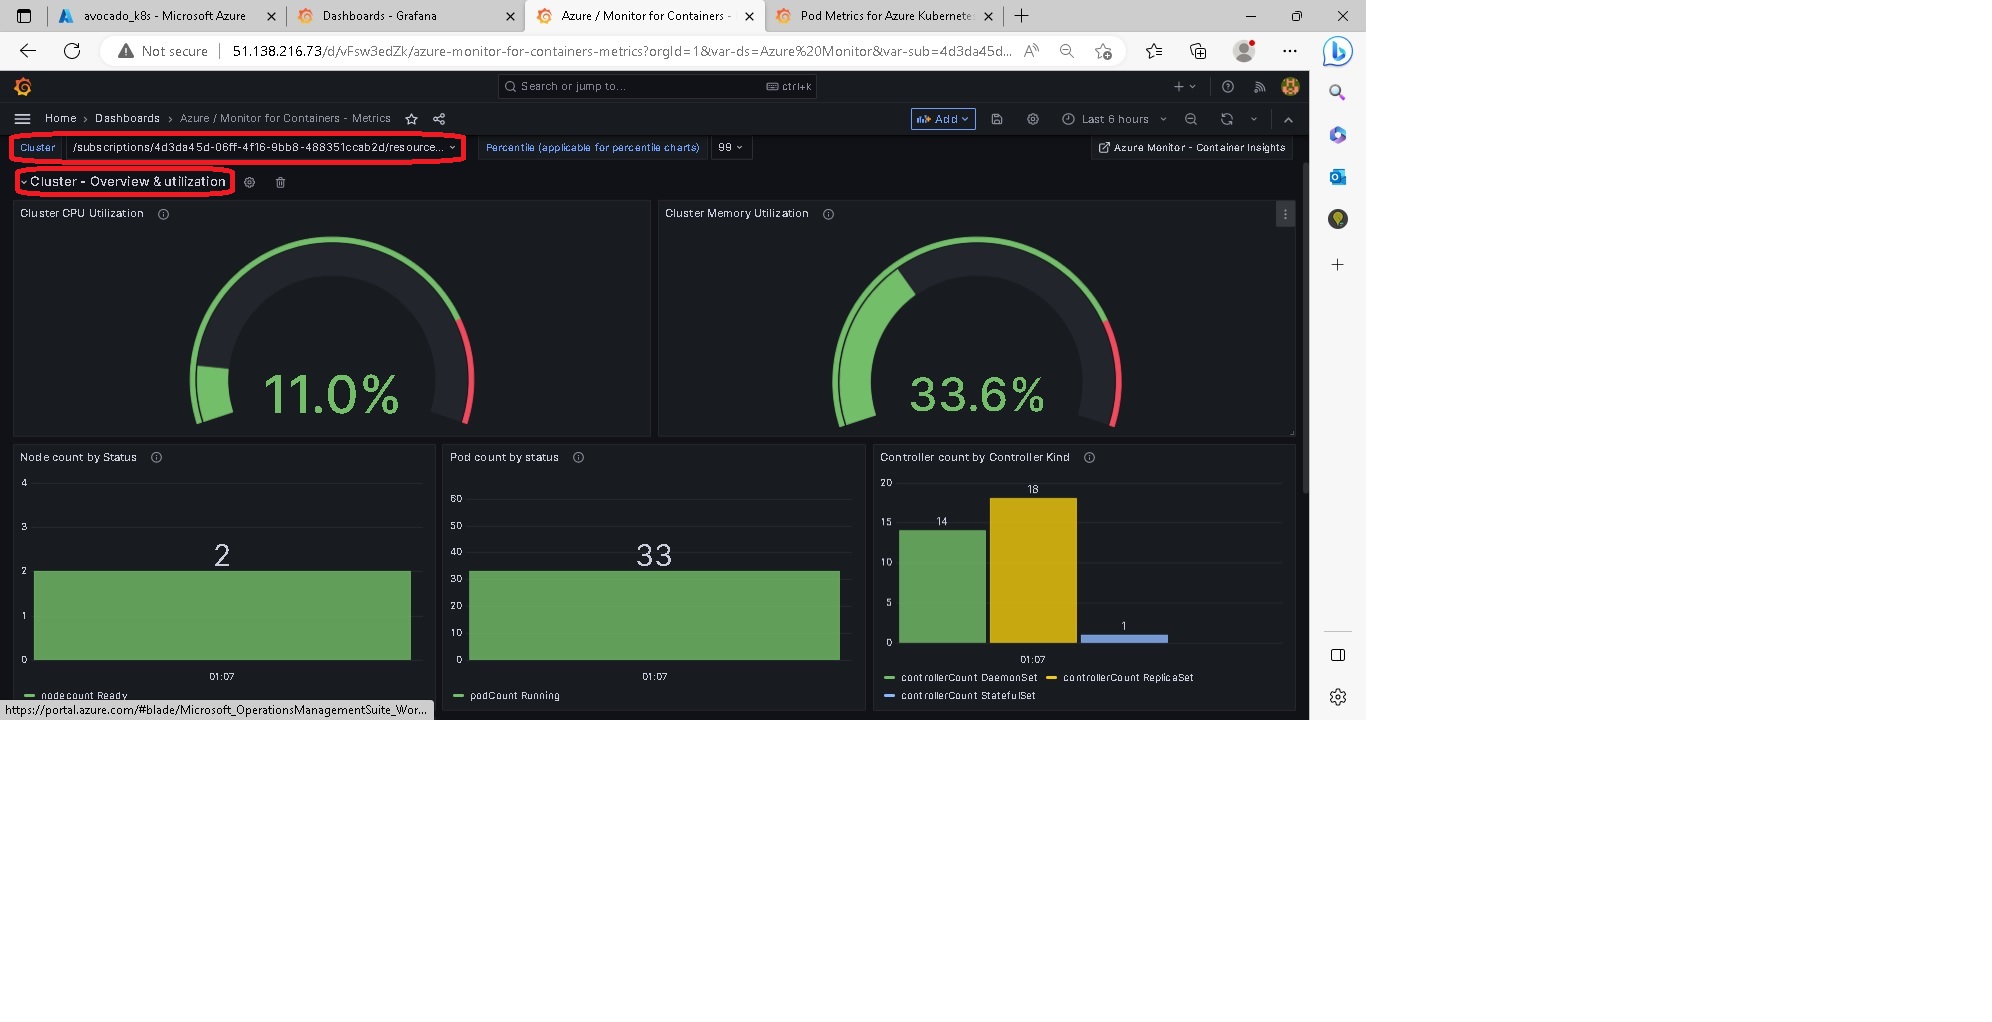 avocado_k8s - Microsoft Azure
Dashboards - Grafana
Azure / Monitor for Containers -
Pod Metrics for Azure Kubernete
Not secure
51.138.216.73/d/vFsw3edZk/azure-monitor-for-containers-metrics?orgId=1&var-ds=Azure%20Monitor&var-sub=4d3da45d...
Search or jump to...
ctrl+k
Home > Dashboards > Azure / Monitor for Containers - Metrics
Add
Last 6 hours
Cluster
/subscriptions/4d3da45d-06ff-4f16-9bb8-488351ccab2d/resource...
Percentile (applicable for percentile charts)
99
Azure Monitor - Container Insights
Cluster - Overview & utilization
Cluster CPU Utilization
11.0%
Cluster Memory Utilization
33.6%
Node count by Status
4
3
2
1
0
2
01:07
nodecount Ready
Pod count by status
60
50
40
30
20
10
0
33
01:07
podCount Running
Controller count by Controller Kind
20
15
10
5
0
14
18
1
01:07
controllerCount DaemonSet
controllerCount ReplicaSet
controllerCount StatefulSet
https://portal.azure.com/#blade/Microsoft_OperationsManagementSuite_Wor...